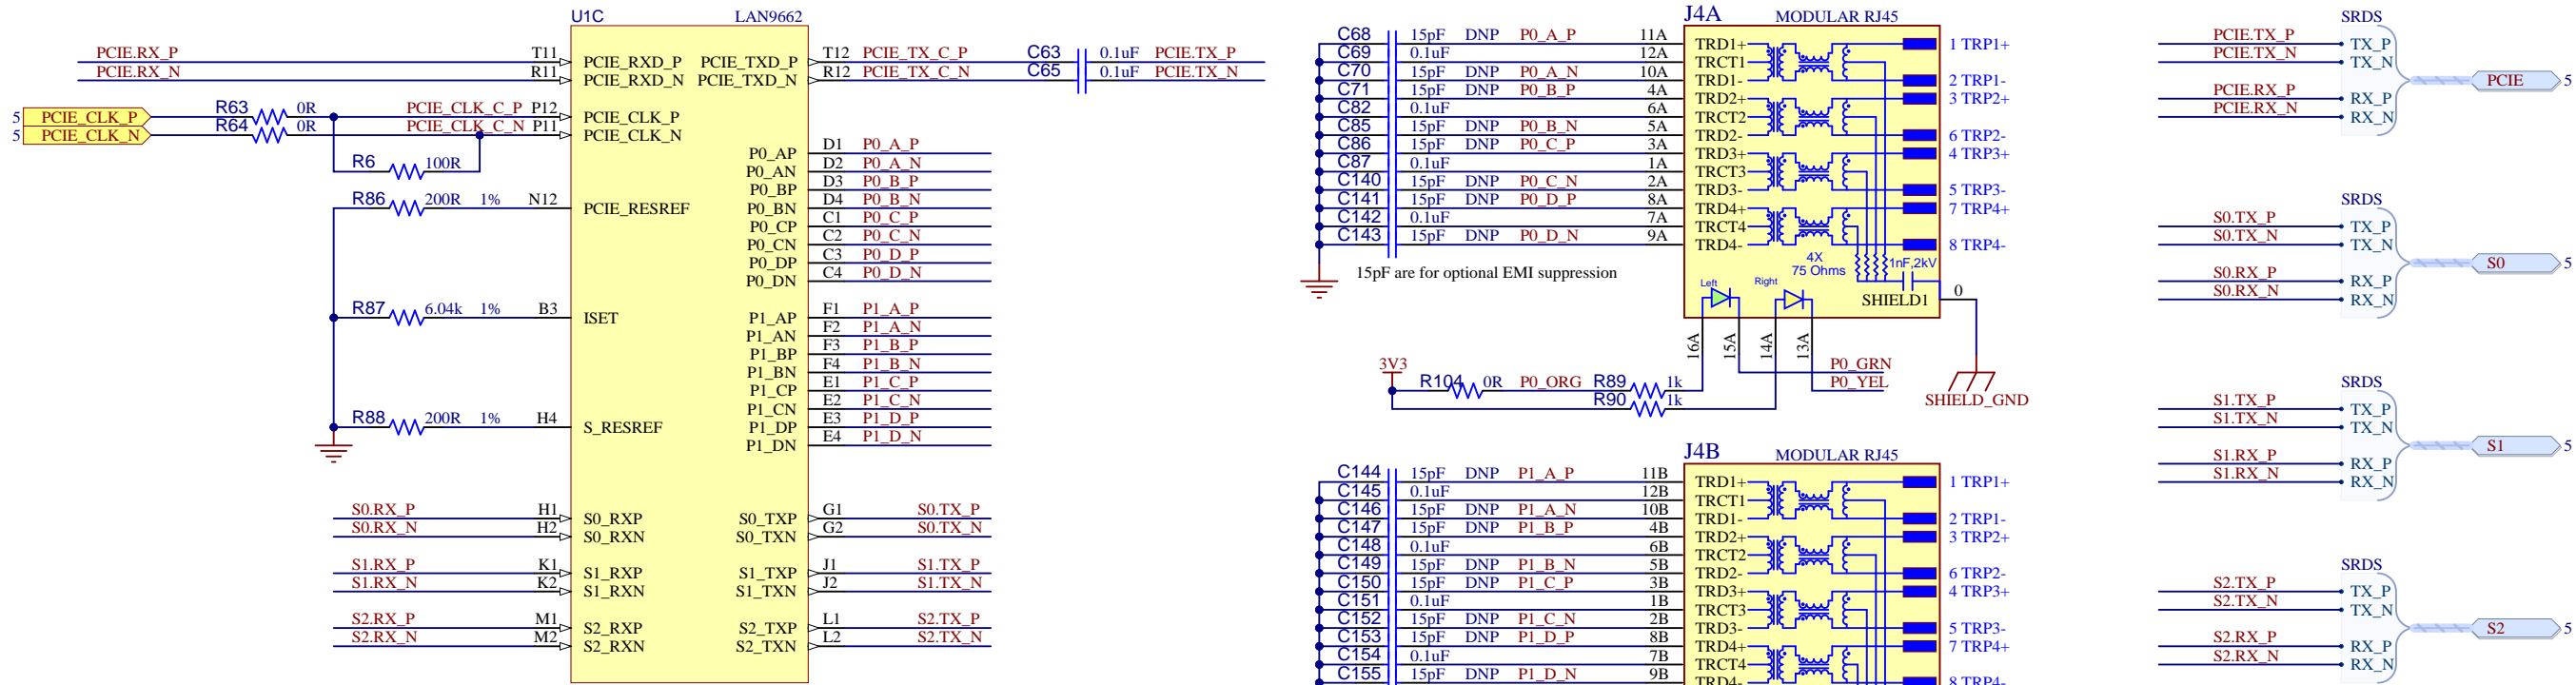 U1C LAN9662
PCIE.RX_P T11 PCIE_RXD_P PCIE_TXD_P T12 PCIE_TX_C_P C63 0.1uF PCIE.TX_P
PCIE.RX_N R11 PCIE_RXD_N PCIE_TXD_N R12 PCIE_TX_C_N C65 0.1uF PCIE.TX_N
5 PCIE_CLK_P R63 0R PCIE_CLK_C_P P12 PCIE_CLK_P
5 PCIE_CLK_N R64 0R PCIE_CLK_C_N P11 PCIE_CLK_N
R6 100R
R86 200R 1% N12 PCIE_RESREF
R87 6.04k 1% B3 ISET
R88 200R 1% H4 S_RESREF
P0_AP D1 P0_A_P
P0_AN D2 P0_A_N
P0_BP D3 P0_B_P
P0_BN D4 P0_B_N
P0_CP C1 P0_C_P
P0_CN C2 P0_C_N
P0_DP C3 P0_D_P
P0_DN C4 P0_D_N
P1_AP F1 P1_A_P
P1_AN F2 P1_A_N
P1_BP F3 P1_B_P
P1_BN F4 P1_B_N
P1_CP E1 P1_C_P
P1_CN E2 P1_C_N
P1_DP E3 P1_D_P
P1_DN E4 P1_D_N
S0.RX_P H1 S0_RXP S0_TXP G1 S0.TX_P
S0.RX_N H2 S0_RXN S0_TXN G2 S0.TX_N
S1.RX_P K1 S1_RXP S1_TXP J1 S1.TX_P
S1.RX_N K2 S1_RXN S1_TXN J2 S1.TX_N
S2.RX_P M1 S2_RXP S2_TXP L1 S2.TX_P
S2.RX_N M2 S2_RXN S2_TXN L2 S2.TX_N
J4A MODULAR RJ45
C68 15pF DNP P0_A_P 11A TRD1+ 1 TRP1+
C69 0.1uF 12A TRCT1
C70 15pF DNP P0_A_N 10A TRD1- 2 TRP1-
C71 15pF DNP P0_B_P 4A TRD2+ 3 TRP2+
C82 0.1uF 6A TRCT2
C85 15pF DNP P0_B_N 5A TRD2- 6 TRP2-
C86 15pF DNP P0_C_P 3A TRD3+ 4 TRP3+
C87 0.1uF 1A TRCT3
C140 15pF DNP P0_C_N 2A TRD3- 5 TRP3-
C141 15pF DNP P0_D_P 8A TRD4+ 7 TRP4+
C142 0.1uF 7A TRCT4
C143 15pF DNP P0_D_N 9A TRD4- 8 TRP4-
15pF are for optional EMI suppression
4X
75 Ohms 1nF,2kV
Left Right SHIELD1 0
16A 15A 14A 13A
3V3 P0_GRN
R104 0R P0_ORG R89 1k P0_YEL
R90 1k
SHIELD_GND
J4B MODULAR RJ45
C144 15pF DNP P1_A_P 11B TRD1+ 1 TRP1+
C145 0.1uF 12B TRCT1
C146 15pF DNP P1_A_N 10B TRD1- 2 TRP1-
C147 15pF DNP P1_B_P 4B TRD2+ 3 TRP2+
C148 0.1uF 6B TRCT2
C149 15pF DNP P1_B_N 5B TRD2- 6 TRP2-
C150 15pF DNP P1_C_P 3B TRD3+ 4 TRP3+
C151 0.1uF 1B TRCT3
C152 15pF DNP P1_C_N 2B TRD3- 5 TRP3-
C153 15pF DNP P1_D_P 8B TRD4+ 7 TRP4+
C154 0.1uF 7B TRCT4
C155 15pF DNP P1_D_N 9B TRD4- 8 TRP4-
SRDS
PCIE.TX_P TX_P
PCIE.TX_N TX_N
PCIE 5
PCIE.RX_P RX_P
PCIE.RX_N RX_N
SRDS
S0.TX_P TX_P
S0.TX_N TX_N
S0 5
S0.RX_P RX_P
S0.RX_N RX_N
SRDS
S1.TX_P TX_P
S1.TX_N TX_N
S1 5
S1.RX_P RX_P
S1.RX_N RX_N
SRDS
S2.TX_P TX_P
S2.TX_N TX_N
S2 5
S2.RX_P RX_P
S2.RX_N RX_N